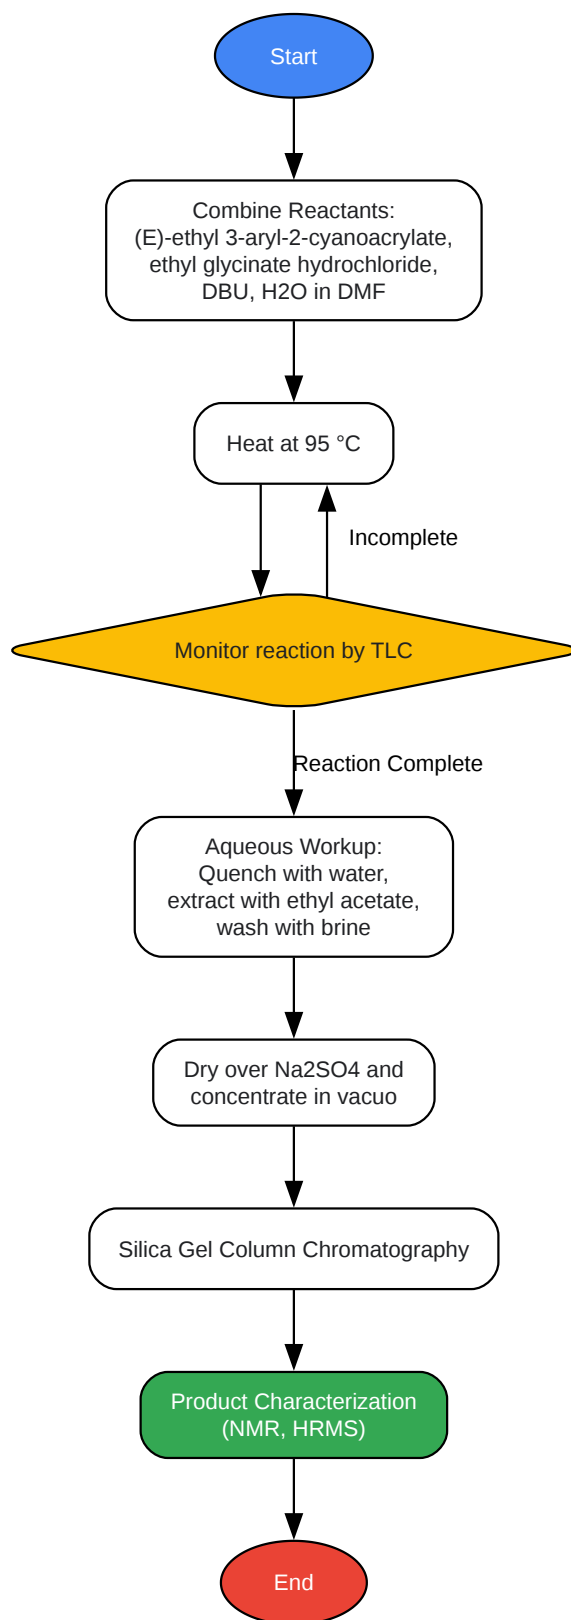 Start
Combine Reactants:
(E)-ethyl 3-aryl-2-cyanoacrylate,
ethyl glycinate hydrochloride,
DBU, H2O in DMF
Heat at 95 °C
Incomplete
Monitor reaction by TLC
Reaction Complete
Aqueous Workup:
Quench with water,
extract with ethyl acetate,
wash with brine
Dry over Na2SO4 and
concentrate in vacuo
Silica Gel Column Chromatography
Product Characterization
(NMR, HRMS)
End